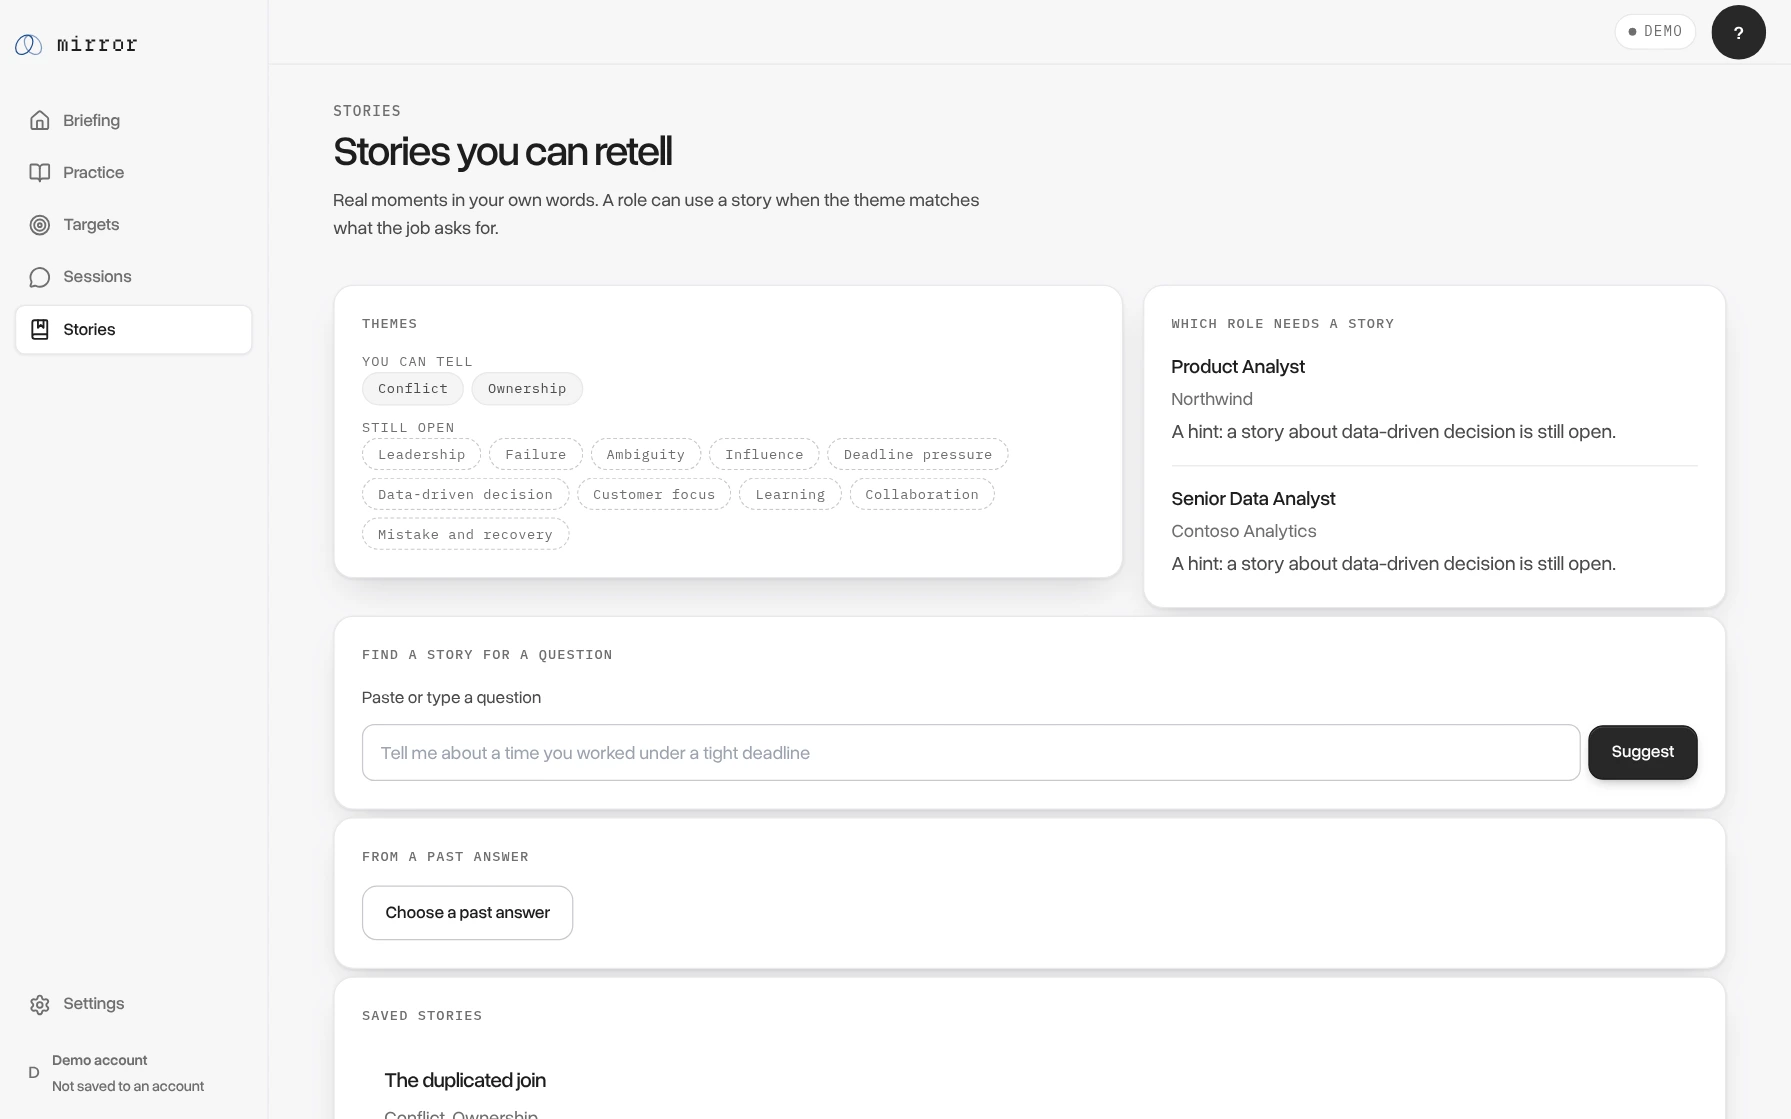 mirror
Briefing
Practice
Targets
Sessions
Stories
Settings
D
Demo account
Not saved to an account
DEMO
?
STORIES
Stories you can retell
Real moments in your own words. A role can use a story when the theme matches
what the job asks for.
THEMES
YOU CAN TELL
Conflict Ownership
STILL OPEN
Leadership Failure Ambiguity Influence Deadline pressure
Data-driven decision Customer focus Learning Collaboration
Mistake and recovery
WHICH ROLE NEEDS A STORY
Product Analyst
Northwind
A hint: a story about data-driven decision is still open.
Senior Data Analyst
Contoso Analytics
A hint: a story about data-driven decision is still open.
FIND A STORY FOR A QUESTION
Paste or type a question
Tell me about a time you worked under a tight deadline
Suggest
FROM A PAST ANSWER
Choose a past answer
SAVED STORIES
The duplicated join
Conflict, Ownership